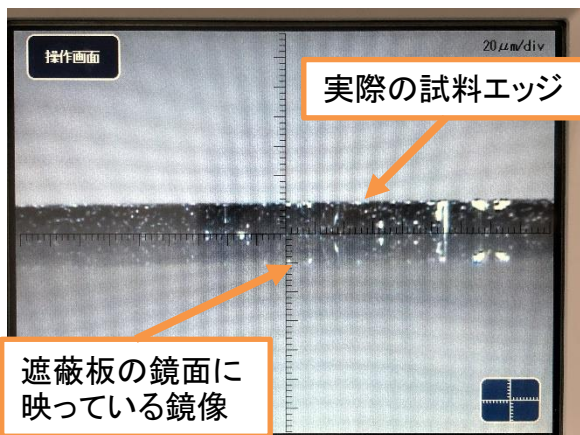 操作画面
20μm/div
実際の試料エッジ
遮蔽板の鏡面に
映っている鏡像